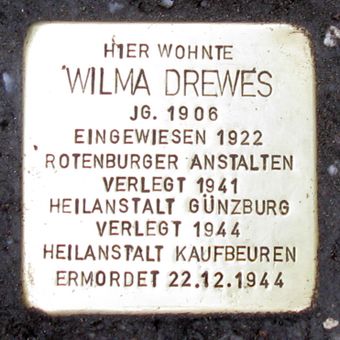 HIER WOHNTE
WILMA DREWES
JG. 1906
EINGEWIESEN 1922
ROTENBURGER ANSTALTEN
VERLEGT 1941
HEILANSTALT GÜNZBURG
VERLEGT 1944
HEILANSTALT KAUFBEUREN
ERMORDET 22.12.1944